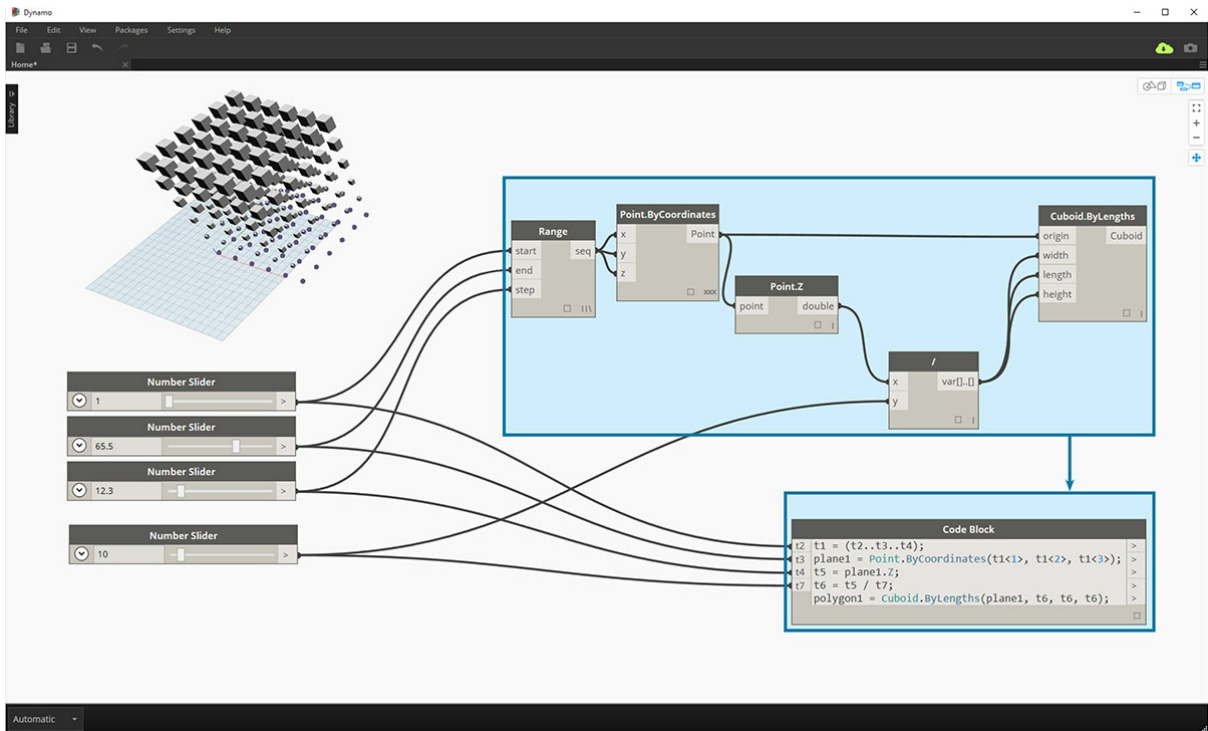 Dynamo
File Edit View Packages Settings Help
Home*
Library
Range
start seq
end
step
Point.ByCoordinates
x Point
y
z
xxx
Point.Z
point double
Cuboid.ByLengths
origin Cuboid
width
length
height
/
x var[]..[]
y
Number Slider
1 >
Number Slider
65.5 >
Number Slider
12.3 >
Number Slider
10 >
Code Block
t2 t1 = (t2..t3..t4); >
t3 plane1 = Point.ByCoordinates(t1<1>, t1<2>, t1<3>); >
t4 t5 = plane1.Z; >
t7 t6 = t5 / t7; >
polygon1 = Cuboid.ByLengths(plane1, t6, t6, t6); >
Automatic